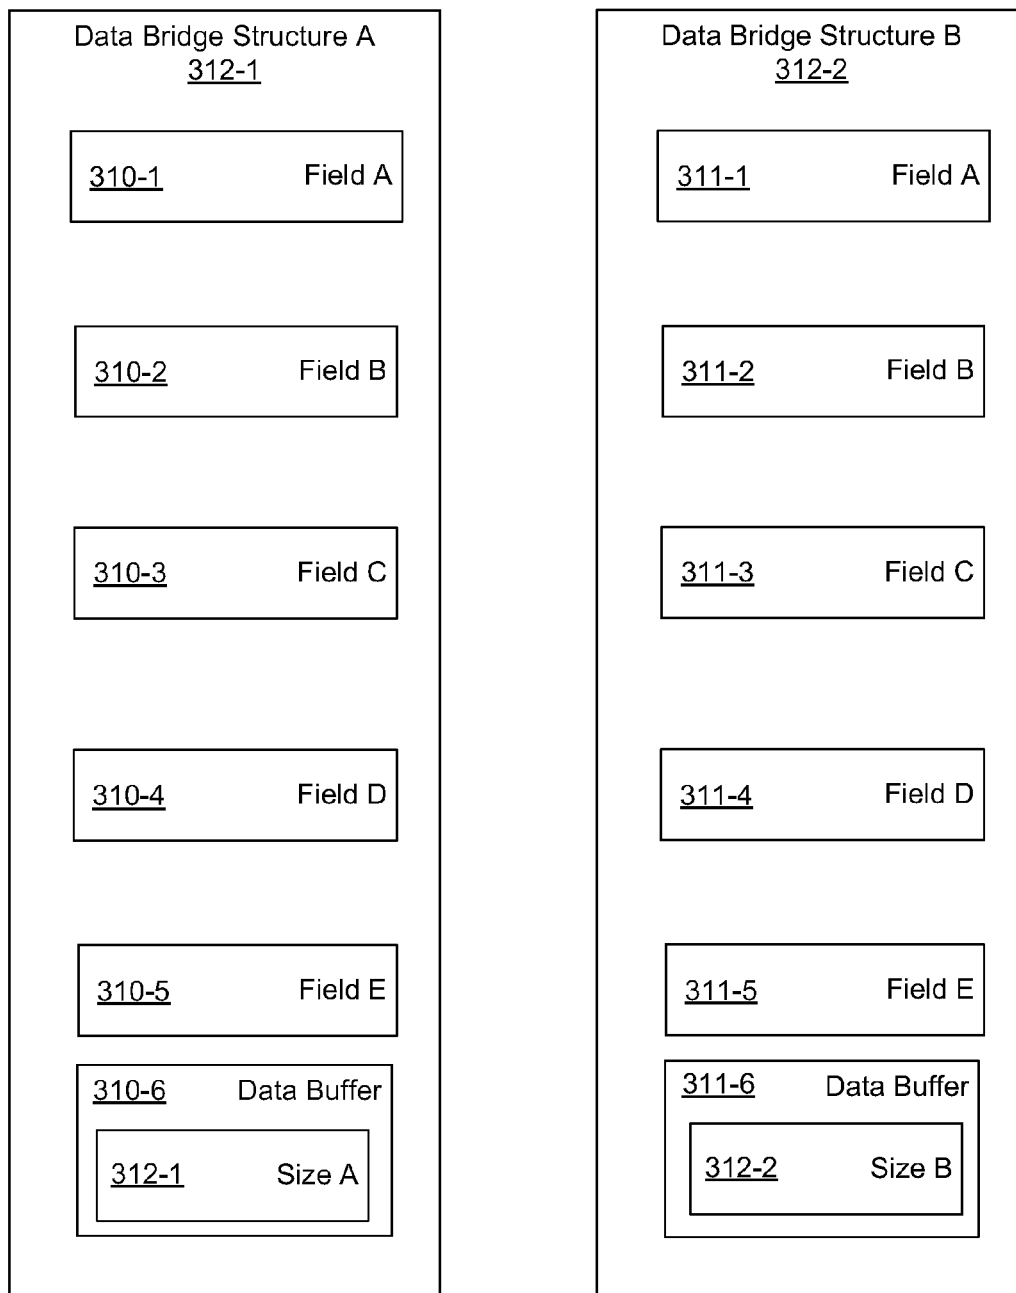 Data Bridge Structure A
312-1
310-1 Field A
310-2 Field B
310-3 Field C
310-4 Field D
310-5 Field E
310-6 Data Buffer
312-1 Size A
Data Bridge Structure B
312-2
311-1 Field A
311-2 Field B
311-3 Field C
311-4 Field D
311-5 Field E
311-6 Data Buffer
312-2 Size B